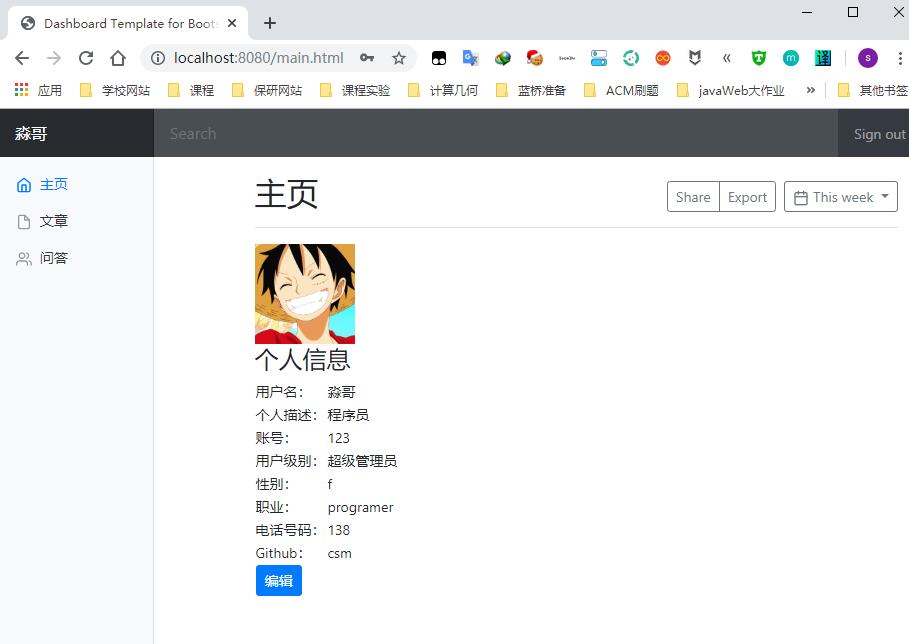 Dashboard Template for Boots
localhost:8080/main.html
应用 学校网站 课程 保研网站 课程实验 计算几何 蓝桥准备 ACM刷题 javaWeb大作业 » 其他书签
淼哥 Search Sign out
主页
文章
问答
主页
Share Export This week
个人信息
用户名： 淼哥
个人描述： 程序员
账号： 123
用户级别： 超级管理员
性别： f
职业： programer
电话号码： 138
Github： csm
编辑